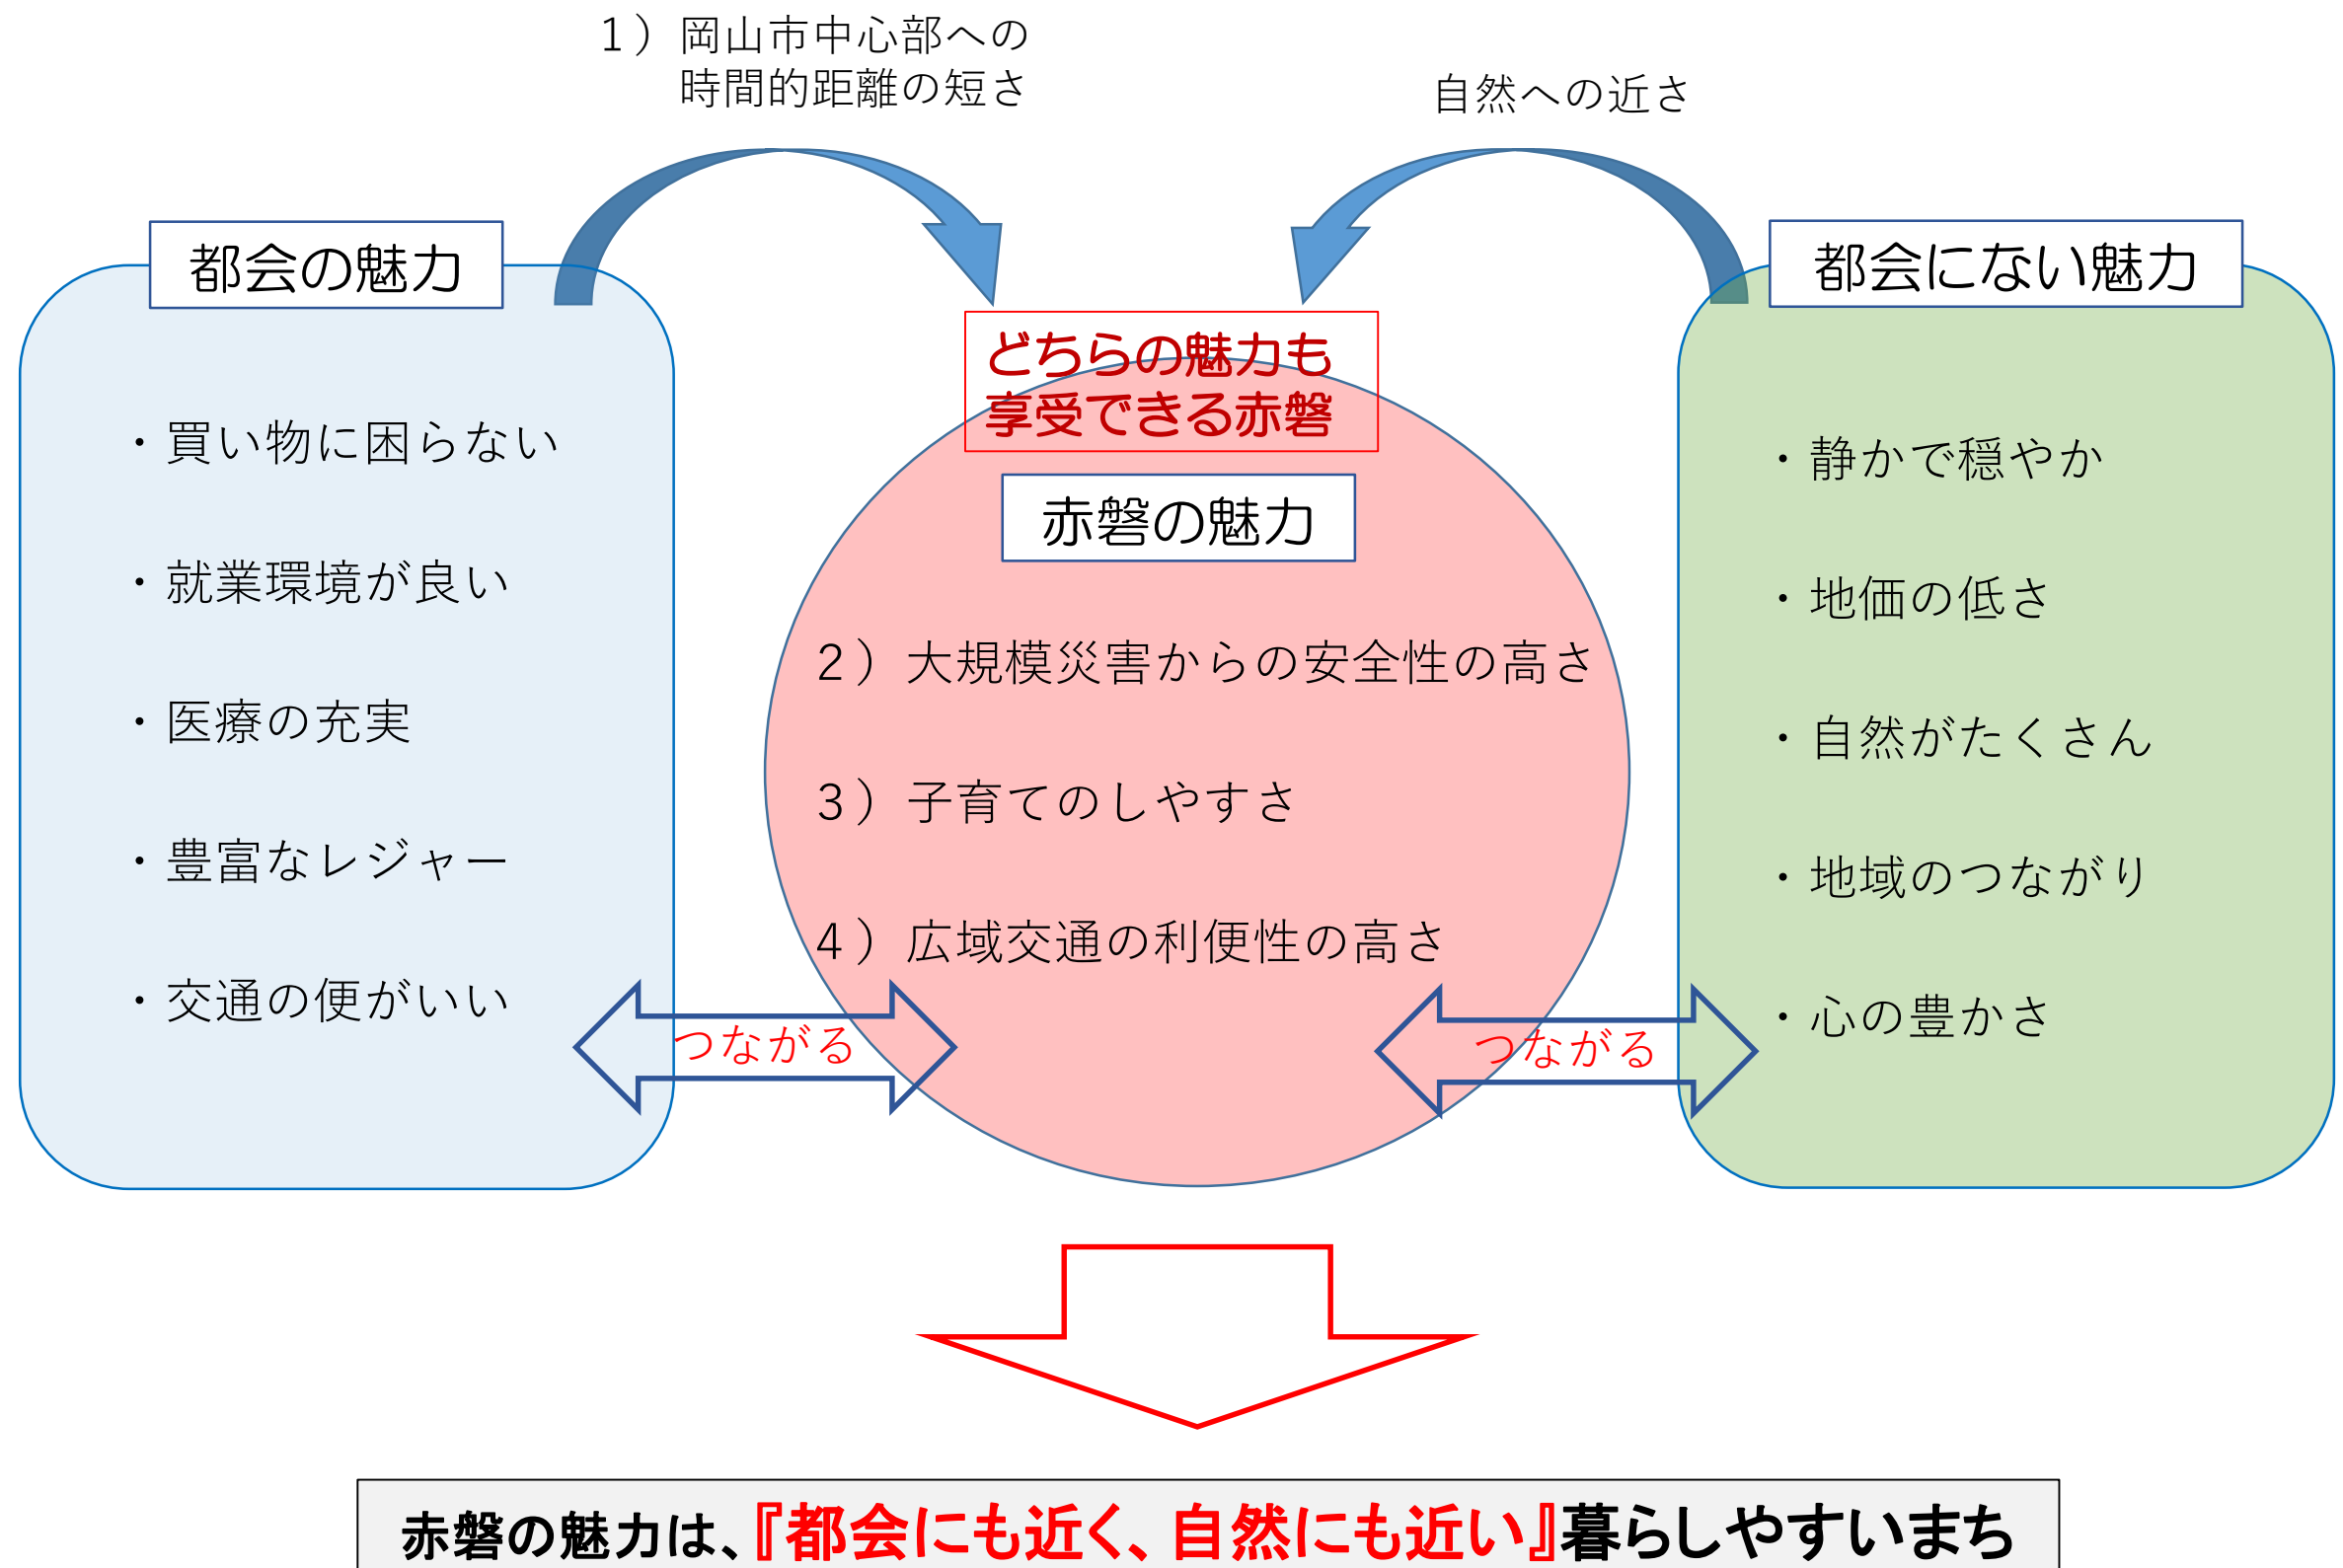 1）岡山市中心部への
時間的距離の短さ
自然への近さ
都会の魅力
・買い物に困らない
・就業環境が良い
・医療の充実
・豊富なレジャー
・交通の便がいい
どちらの魅力も
享受できる赤磐
赤磐の魅力
2）大規模災害からの安全性の高さ
3）子育てのしやすさ
4）広域交通の利便性の高さ
都会にない魅力
・静かで穏やか
・地価の低さ
・自然がたくさん
・地域のつながり
・心の豊かさ
つながる
つながる
赤磐の魅力は、『都会にも近く、自然にも近い』暮らしやすいまち